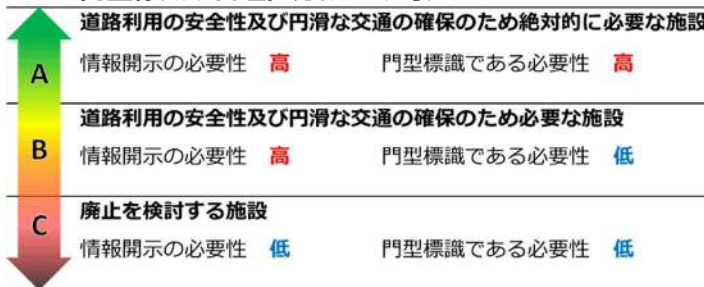 道路利用の安全性及び円滑な交通の確保のため絶対的に必要な施設
A
情報開示の必要性 高 門型標識である必要性 高
道路利用の安全性及び円滑な交通の確保のため必要な施設
B
情報開示の必要性 高 門型標識である必要性 低
廃止を検討する施設
C
情報開示の必要性 低 門型標識である必要性 低